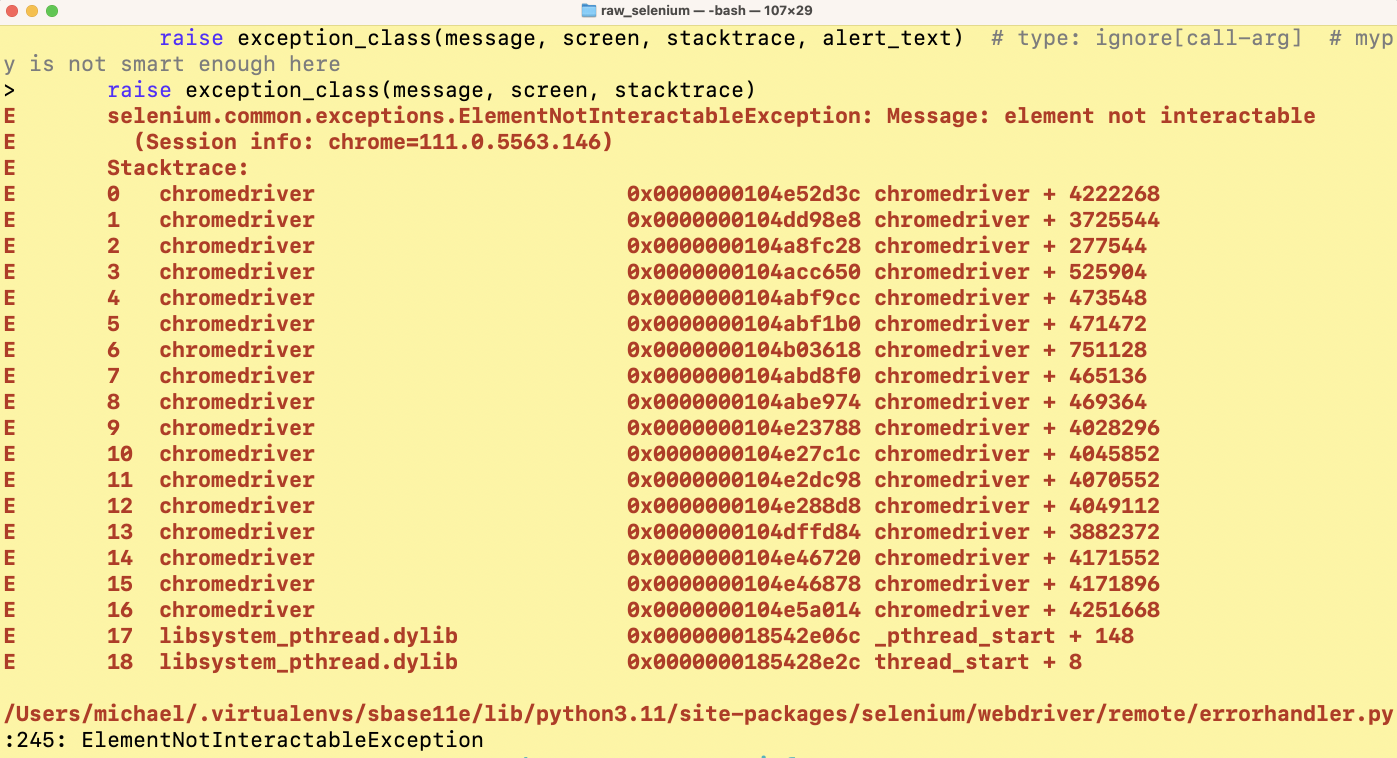 raw_selenium — -bash — 107×29
raise exception_class(message, screen, stacktrace, alert_text)  # type: ignore[call-arg]  # myp
y is not smart enough here
>       raise exception_class(message, screen, stacktrace)
E       selenium.common.exceptions.ElementNotInteractableException: Message: element not interactable
E         (Session info: chrome=111.0.5563.146)
E       Stacktrace:
E       0   chromedriver                        0x0000000104e52d3c chromedriver + 4222268
E       1   chromedriver                        0x0000000104dd98e8 chromedriver + 3725544
E       2   chromedriver                        0x0000000104a8fc28 chromedriver + 277544
E       3   chromedriver                        0x0000000104acc650 chromedriver + 525904
E       4   chromedriver                        0x0000000104abf9cc chromedriver + 473548
E       5   chromedriver                        0x0000000104abf1b0 chromedriver + 471472
E       6   chromedriver                        0x0000000104b03618 chromedriver + 751128
E       7   chromedriver                        0x0000000104abd8f0 chromedriver + 465136
E       8   chromedriver                        0x0000000104abe974 chromedriver + 469364
E       9   chromedriver                        0x0000000104e23788 chromedriver + 4028296
E       10  chromedriver                        0x0000000104e27c1c chromedriver + 4045852
E       11  chromedriver                        0x0000000104e2dc98 chromedriver + 4070552
E       12  chromedriver                        0x0000000104e288d8 chromedriver + 4049112
E       13  chromedriver                        0x0000000104dffd84 chromedriver + 3882372
E       14  chromedriver                        0x0000000104e46720 chromedriver + 4171552
E       15  chromedriver                        0x0000000104e46878 chromedriver + 4171896
E       16  chromedriver                        0x0000000104e5a014 chromedriver + 4251668
E       17  libsystem_pthread.dylib             0x000000018542e06c _pthread_start + 148
E       18  libsystem_pthread.dylib             0x0000000185428e2c thread_start + 8
/Users/michael/.virtualenvs/sbase11e/lib/python3.11/site-packages/selenium/webdriver/remote/errorhandler.py
:245: ElementNotInteractableException